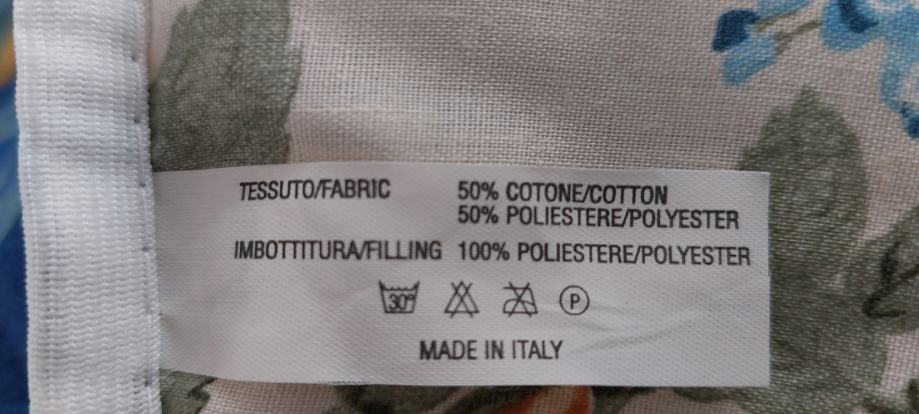 TESSUTO/FABRIC 50% COTONE/COTTON
50% POLIESTERE/POLYESTER
IMBOTTITURA/FILLING 100% POLIESTERE/POLYESTER
30° P
MADE IN ITALY